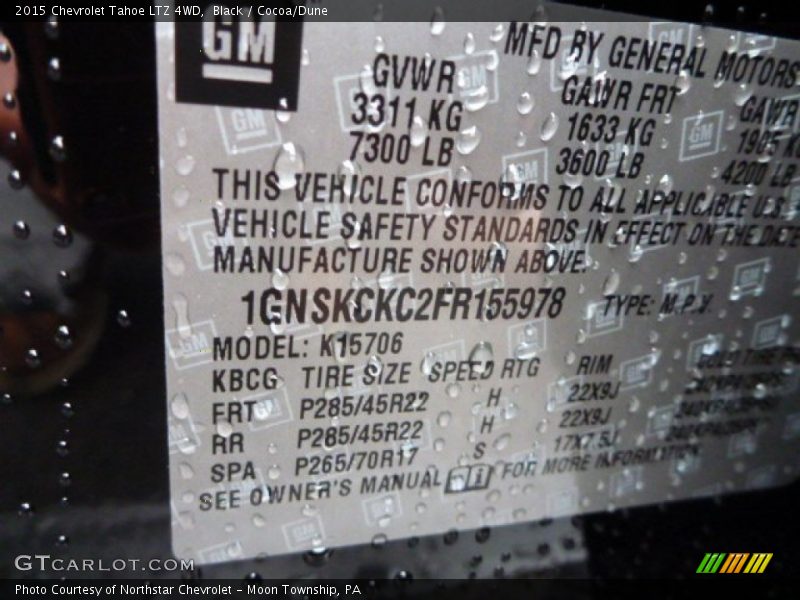 2015 Chevrolet Tahoe LTZ 4WD, Black / Cocoa/Dune
GM
MFD BY GENERAL MOTORS
GVWR GAWR FRT GAWR
3311 KG 1633 KG 1905 K
7300 LB 3600 LB 4200 LB
THIS VEHICLE CONFORMS TO ALL APPLICABLE U.S.
VEHICLE SAFETY STANDARDS IN EFFECT ON THE DATE
MANUFACTURE SHOWN ABOVE.
1GNSKCKC2FR155978 TYPE: M.P.V.
MODEL: K15706
KBCG TIRE SIZE SPEED RTG RIM COLD TIRE
FRT P285/45R22 H 22X9J
RR P285/45R22 H 22X9J
SPA P265/70R17 S 17X7.5J
SEE OWNER'S MANUAL FOR MORE INFORMATION
GTCARLOT.COM
Photo Courtesy of Northstar Chevrolet – Moon Township, PA